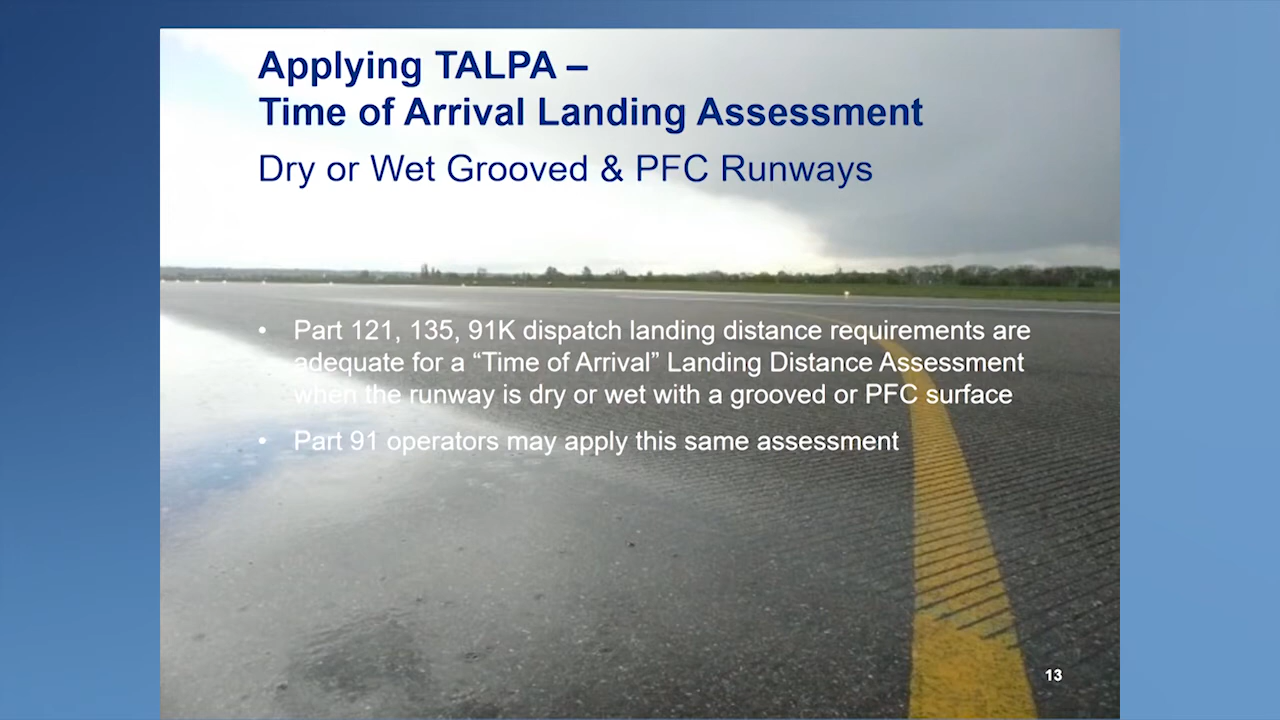 Applying TALPA –
Time of Arrival Landing Assessment
Dry or Wet Grooved & PFC Runways
• Part 121, 135, 91K dispatch landing distance requirements are
adequate for a “Time of Arrival” Landing Distance Assessment
when the runway is dry or wet with a grooved or PFC surface
• Part 91 operators may apply this same assessment
13